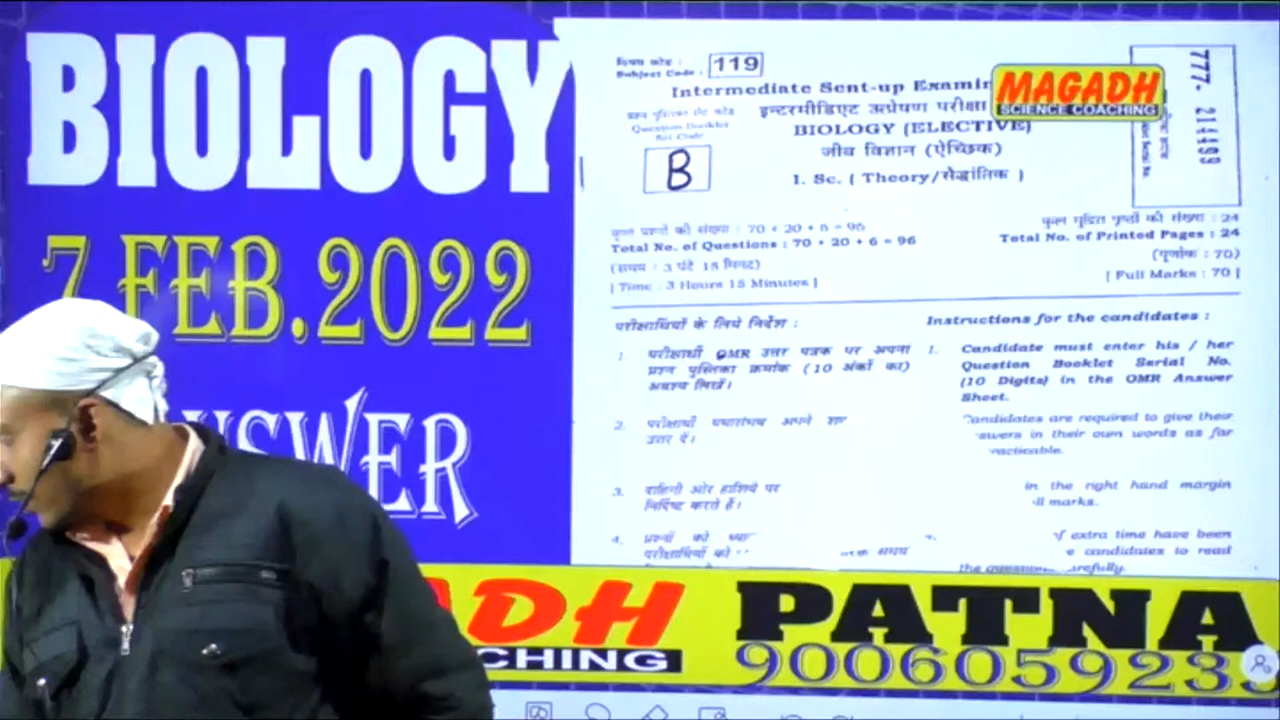 BIOLOGY
7 FEB.2022
विषय कोड :
Subject Code :
119
Intermediate Sent-up
इन्टरमीडिएट उत्प्रेषण परीक्षा
BIOLOGY (ELECTIVE)
जीव विज्ञान (ऐच्छिक)
I. Sc. ( Theory/सैद्धांतिक )
प्रश्न पुस्तिका सेट कोड
Question Booklet
Set Code
B
MAGADH
SCIENCE COACHING
कुल प्रश्नों की संख्या : 70 + 20 + 6 = 96
Total No. of Questions : 70 + 20 + 6 = 96
(समय : 3 घंटे 15 मिनट)
[ Time : 3 Hours 15 Minutes ]
कुल मुद्रित पृष्ठों की संख्या : 24
Total No. of Printed Pages : 24
(पूर्णांक : 70)
[ Full Marks : 70 ]
परीक्षार्थियों के लिये निर्देश :
1. परीक्षार्थी OMR उत्तर पत्रक पर अपना
प्रश्न पुस्तिका क्रमांक (10 अंकों का)
अवश्य लिखें।
2. परीक्षार्थी यथासंभव अपने
उत्तर दें।
3. दाहिनी ओर हाशिये पर
निर्दिष्ट करते हैं।
4. प्रश्नों को
परीक्षार्थियों को
समय
Instructions for the candidates :
1. Candidate must enter his / her
Question Booklet Serial No.
(10 Digits) in the OMR Answer
Sheet.
Candidates are required to give their
in their own words as far
in the right hand margin
marks.
of extra time have been
candidates to read
the
CHING
PATNA